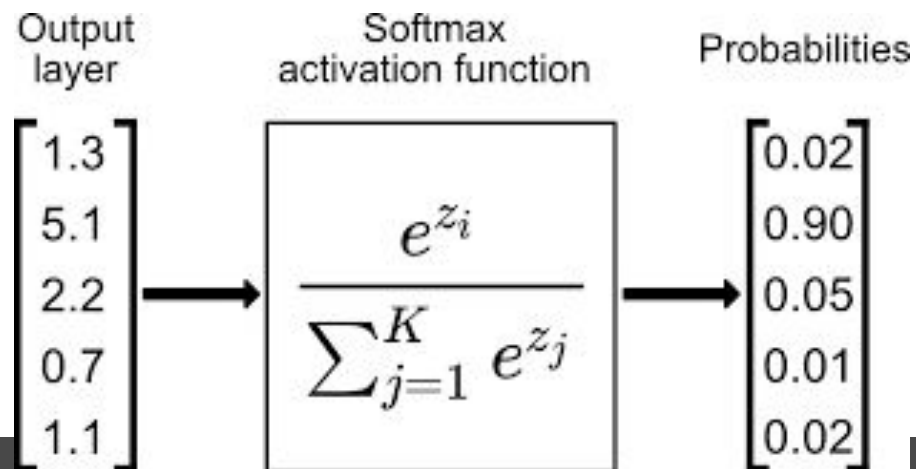 Output
layer
Softmax
activation function
Probabilities
1.3
5.1
2.2
0.7
1.1
e^{z_i}
∑_{j=1}^{K} e^{z_j}
0.02
0.90
0.05
0.01
0.02